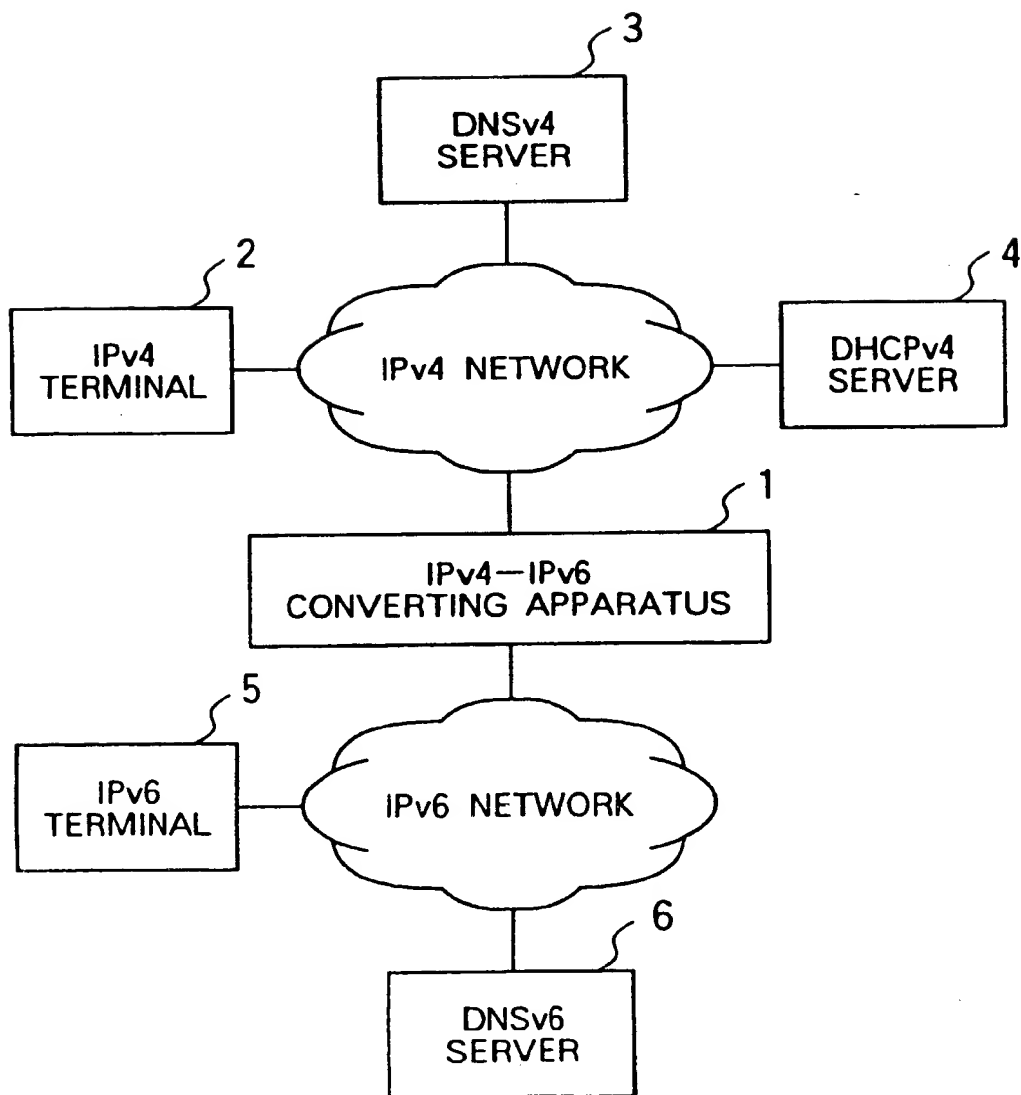 3
DNSv4
SERVER
2
4
IPv4
TERMINAL
IPv4 NETWORK
DHCPv4
SERVER
1
IPv4—IPv6
CONVERTING APPARATUS
5
IPv6
TERMINAL
IPv6 NETWORK
6
DNSv6
SERVER